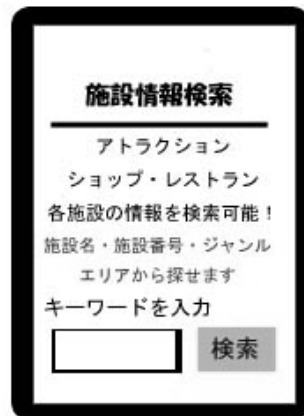 施設情報検索
アトラクション
ショップ・レストラン
各施設の情報を検索可能！
施設名・施設番号・ジャンル
エリアから探せます
キーワードを入力
検索